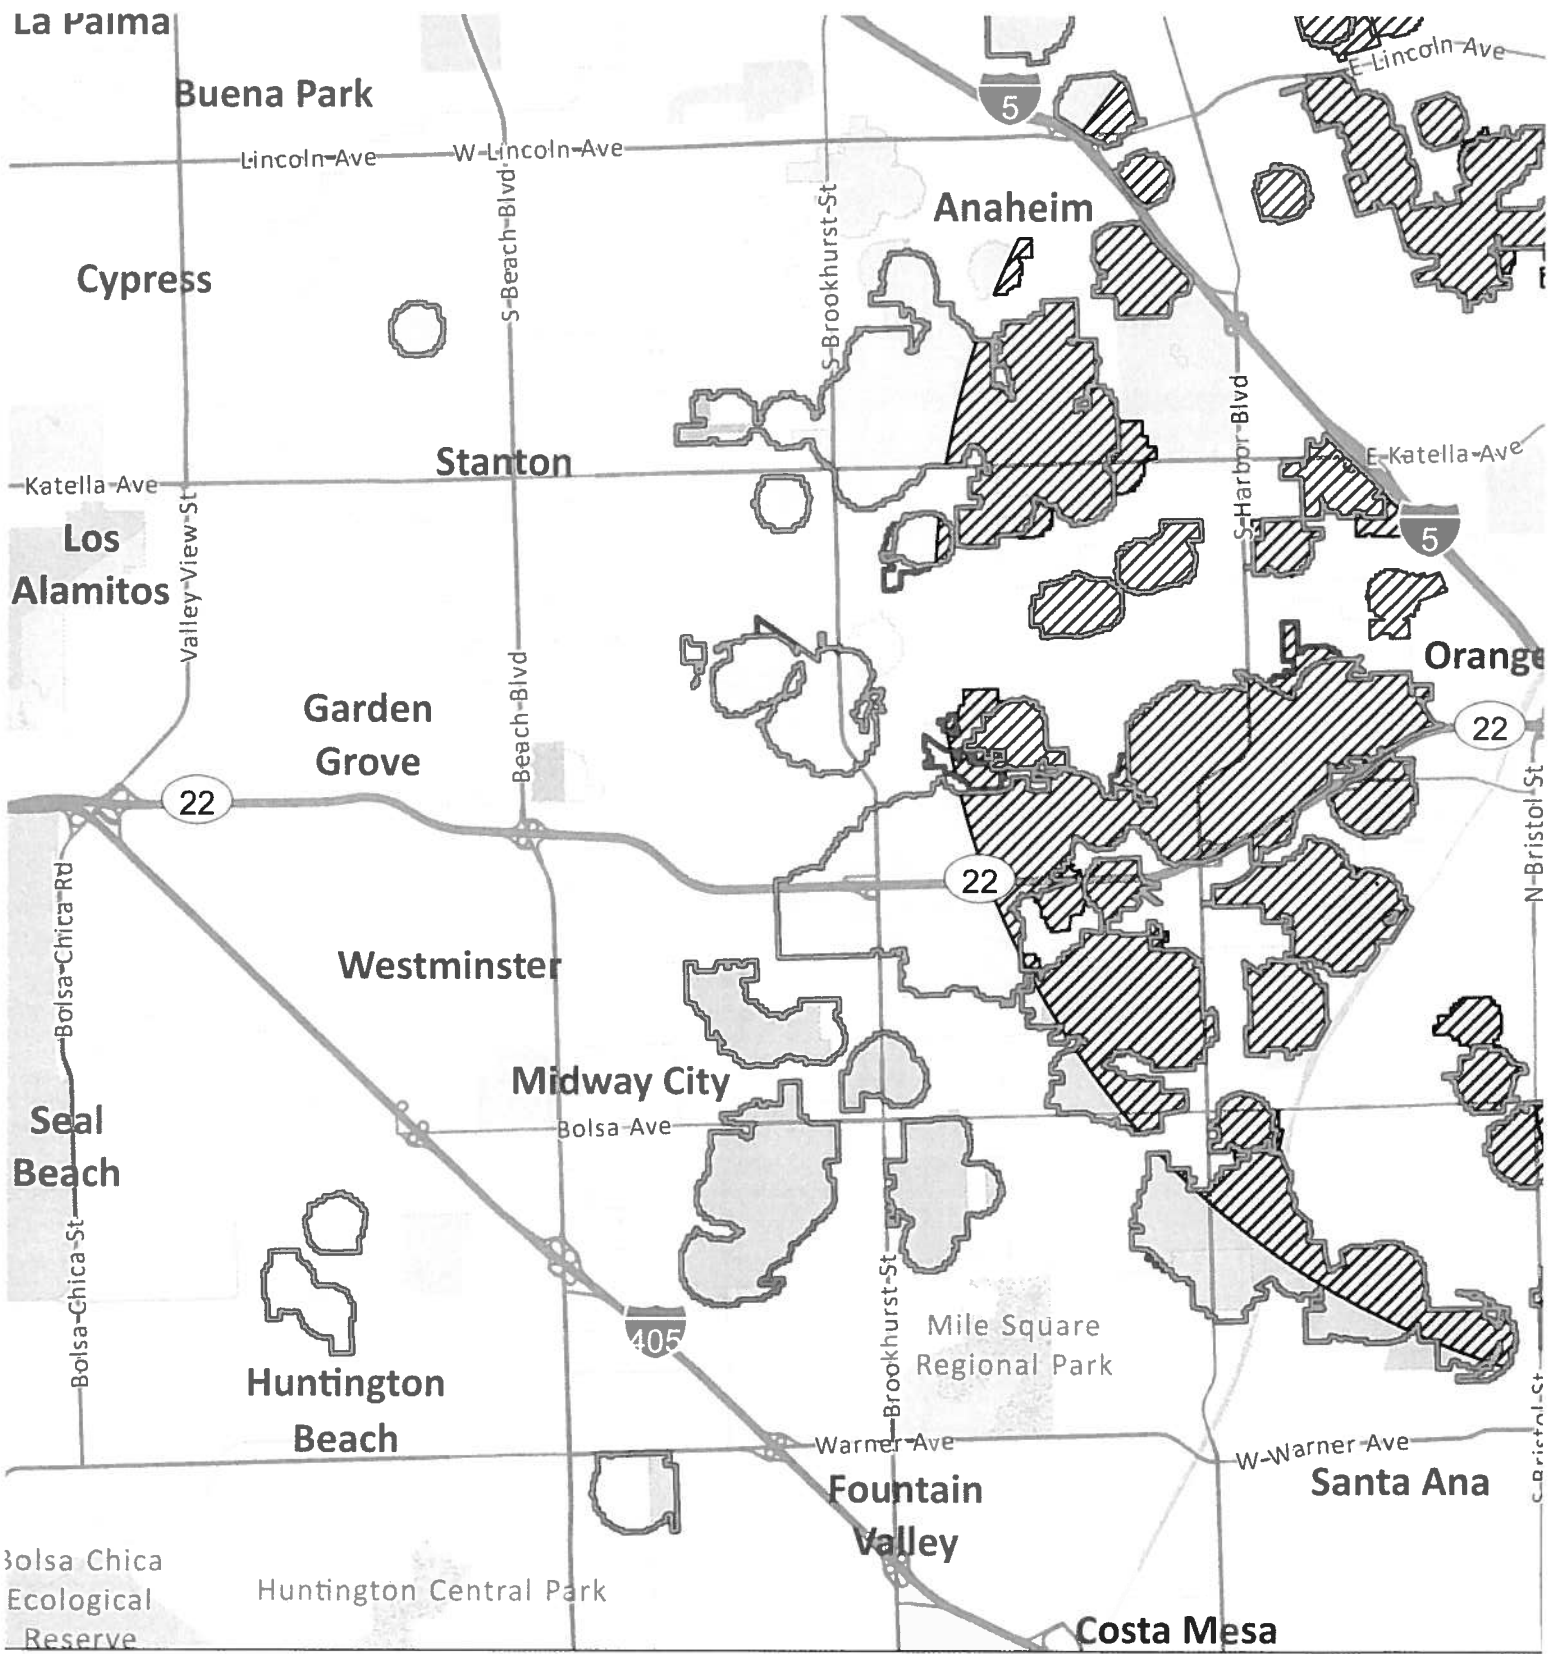 La Palma
E Lincoln Ave
Buena Park
5
Lincoln Ave
W Lincoln Ave
S Beach Blvd
S Brookhurst St
Anaheim
Cypress
S Harbor Blvd
Stanton
E Katella Ave
Katella Ave
Valley View St
Los
Alamitos
5
Orange
Garden
Grove
Beach Blvd
22
22
22
N Bristol St
Bolsa Chica Rd
Westminster
Midway City
Bolsa Ave
Seal
Beach
Bolsa Chica St
405
Brookhurst St
Mile Square
Regional Park
Huntington
Beach
S Bristol St
Warner Ave
W Warner Ave
Santa Ana
Fountain
Valley
Bolsa Chica
Ecological
Reserve
Huntington Central Park
Costa Mesa